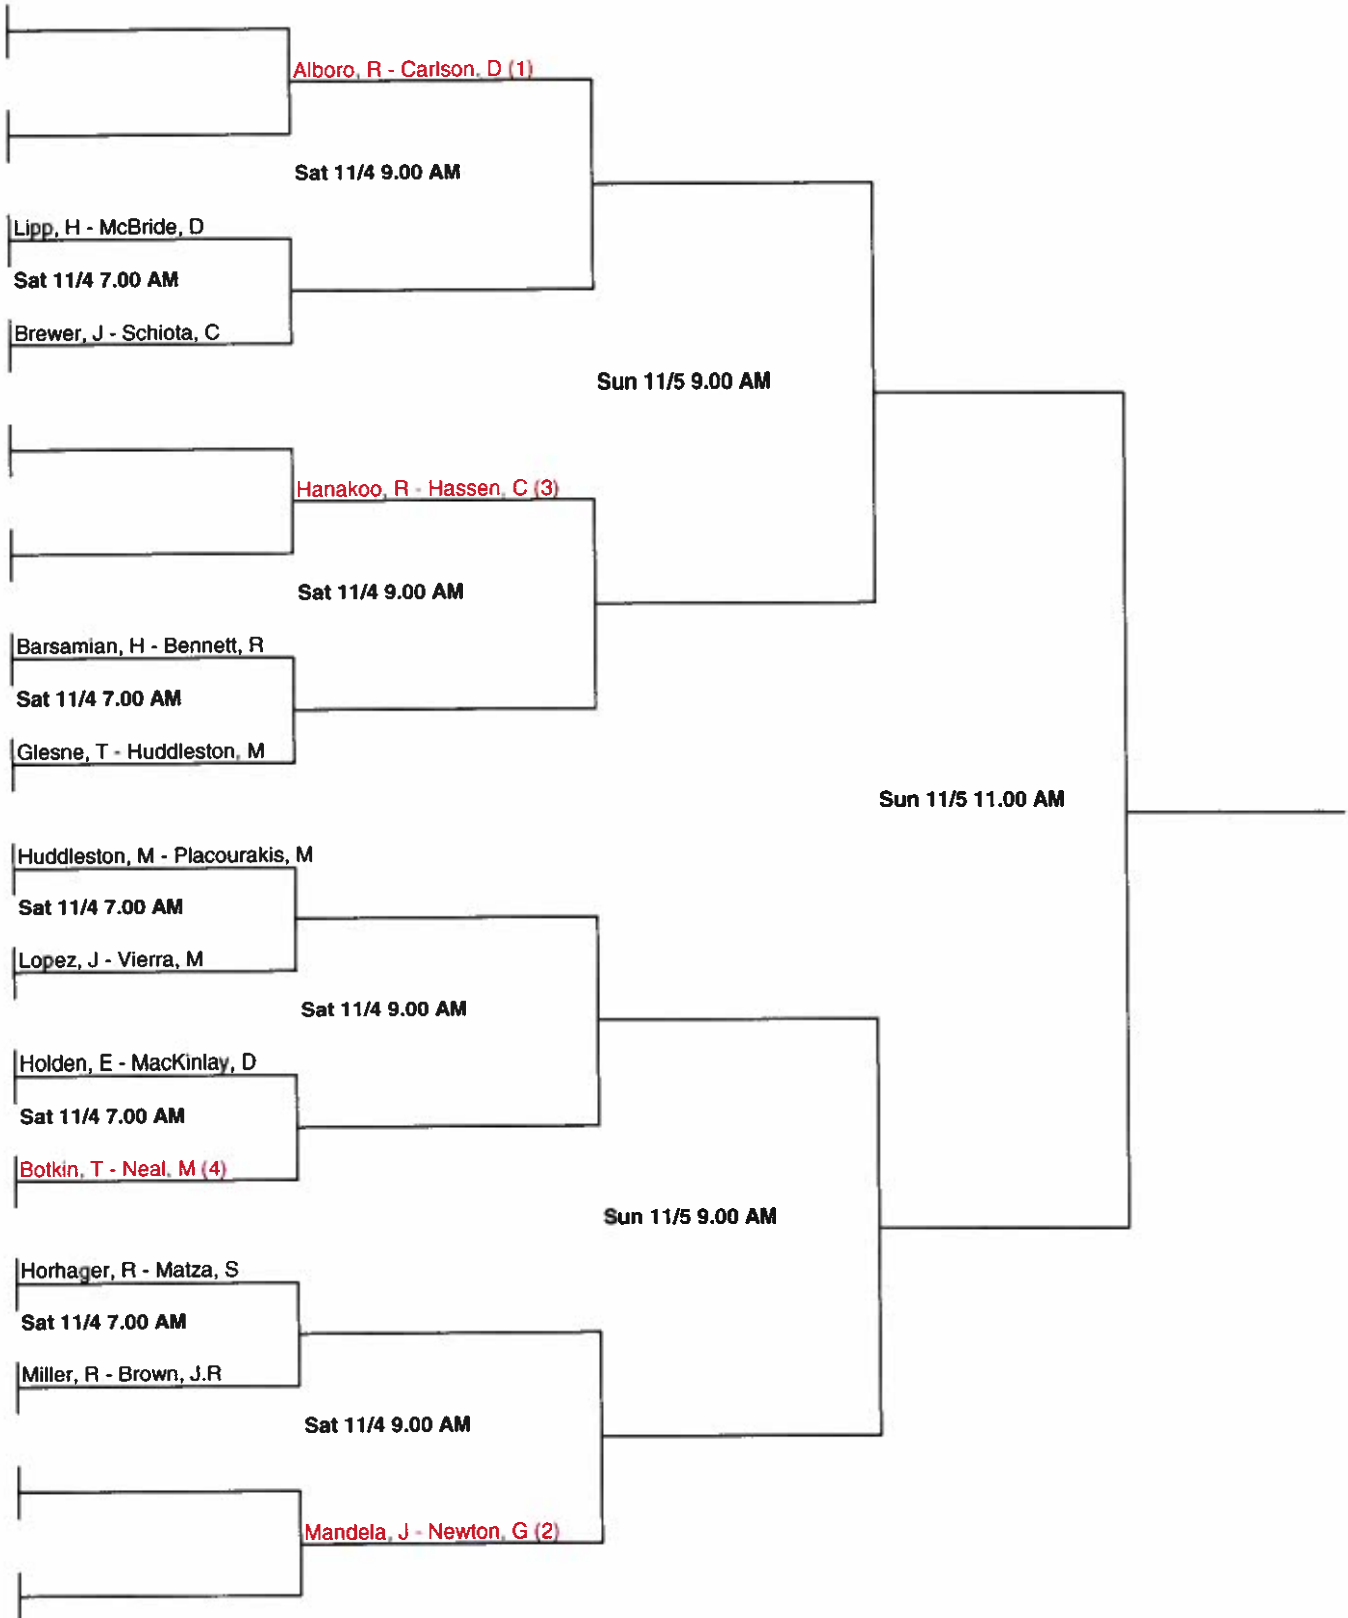 Alboro, R - Carlson, D (1)
Sat 11/4 9.00 AM
Lipp, H - McBride, D
Sat 11/4 7.00 AM
Brewer, J - Schiota, C
Sun 11/5 9.00 AM
Hanakoo, R - Hassen, C (3)
Sat 11/4 9.00 AM
Barsamian, H - Bennett, R
Sat 11/4 7.00 AM
Glesne, T - Huddleston, M
Sun 11/5 11.00 AM
Huddleston, M - Placourakis, M
Sat 11/4 7.00 AM
Lopez, J - Vierra, M
Sat 11/4 9.00 AM
Holden, E - MacKinlay, D
Sat 11/4 7.00 AM
Botkin, T - Neal, M (4)
Sun 11/5 9.00 AM
Horhager, R - Matza, S
Sat 11/4 7.00 AM
Miller, R - Brown, J.R
Sat 11/4 9.00 AM
Mandela, J - Newton, G (2)